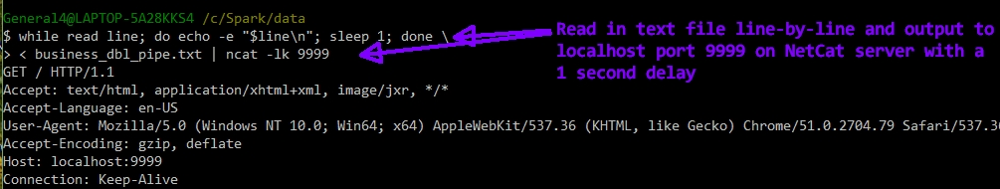 General4@LAPTOP-5A28KKS4 /c/Spark/data
$ while read line; do echo -e "$line\n"; sleep 1; done \
> < business_dbl_pipe.txt | ncat -lk 9999
Read in text file line-by-line and output to
localhost port 9999 on NetCat server with a
1 second delay
GET / HTTP/1.1
Accept: text/html, application/xhtml+xml, image/jxr, */*
Accept-Language: en-US
User-Agent: Mozilla/5.0 (Windows NT 10.0; Win64; x64) AppleWebKit/537.36 (KHTML, like Gecko) Chrome/51.0.2704.79 Safari/537.3
Accept-Encoding: gzip, deflate
Host: localhost:9999
Connection: Keep-Alive